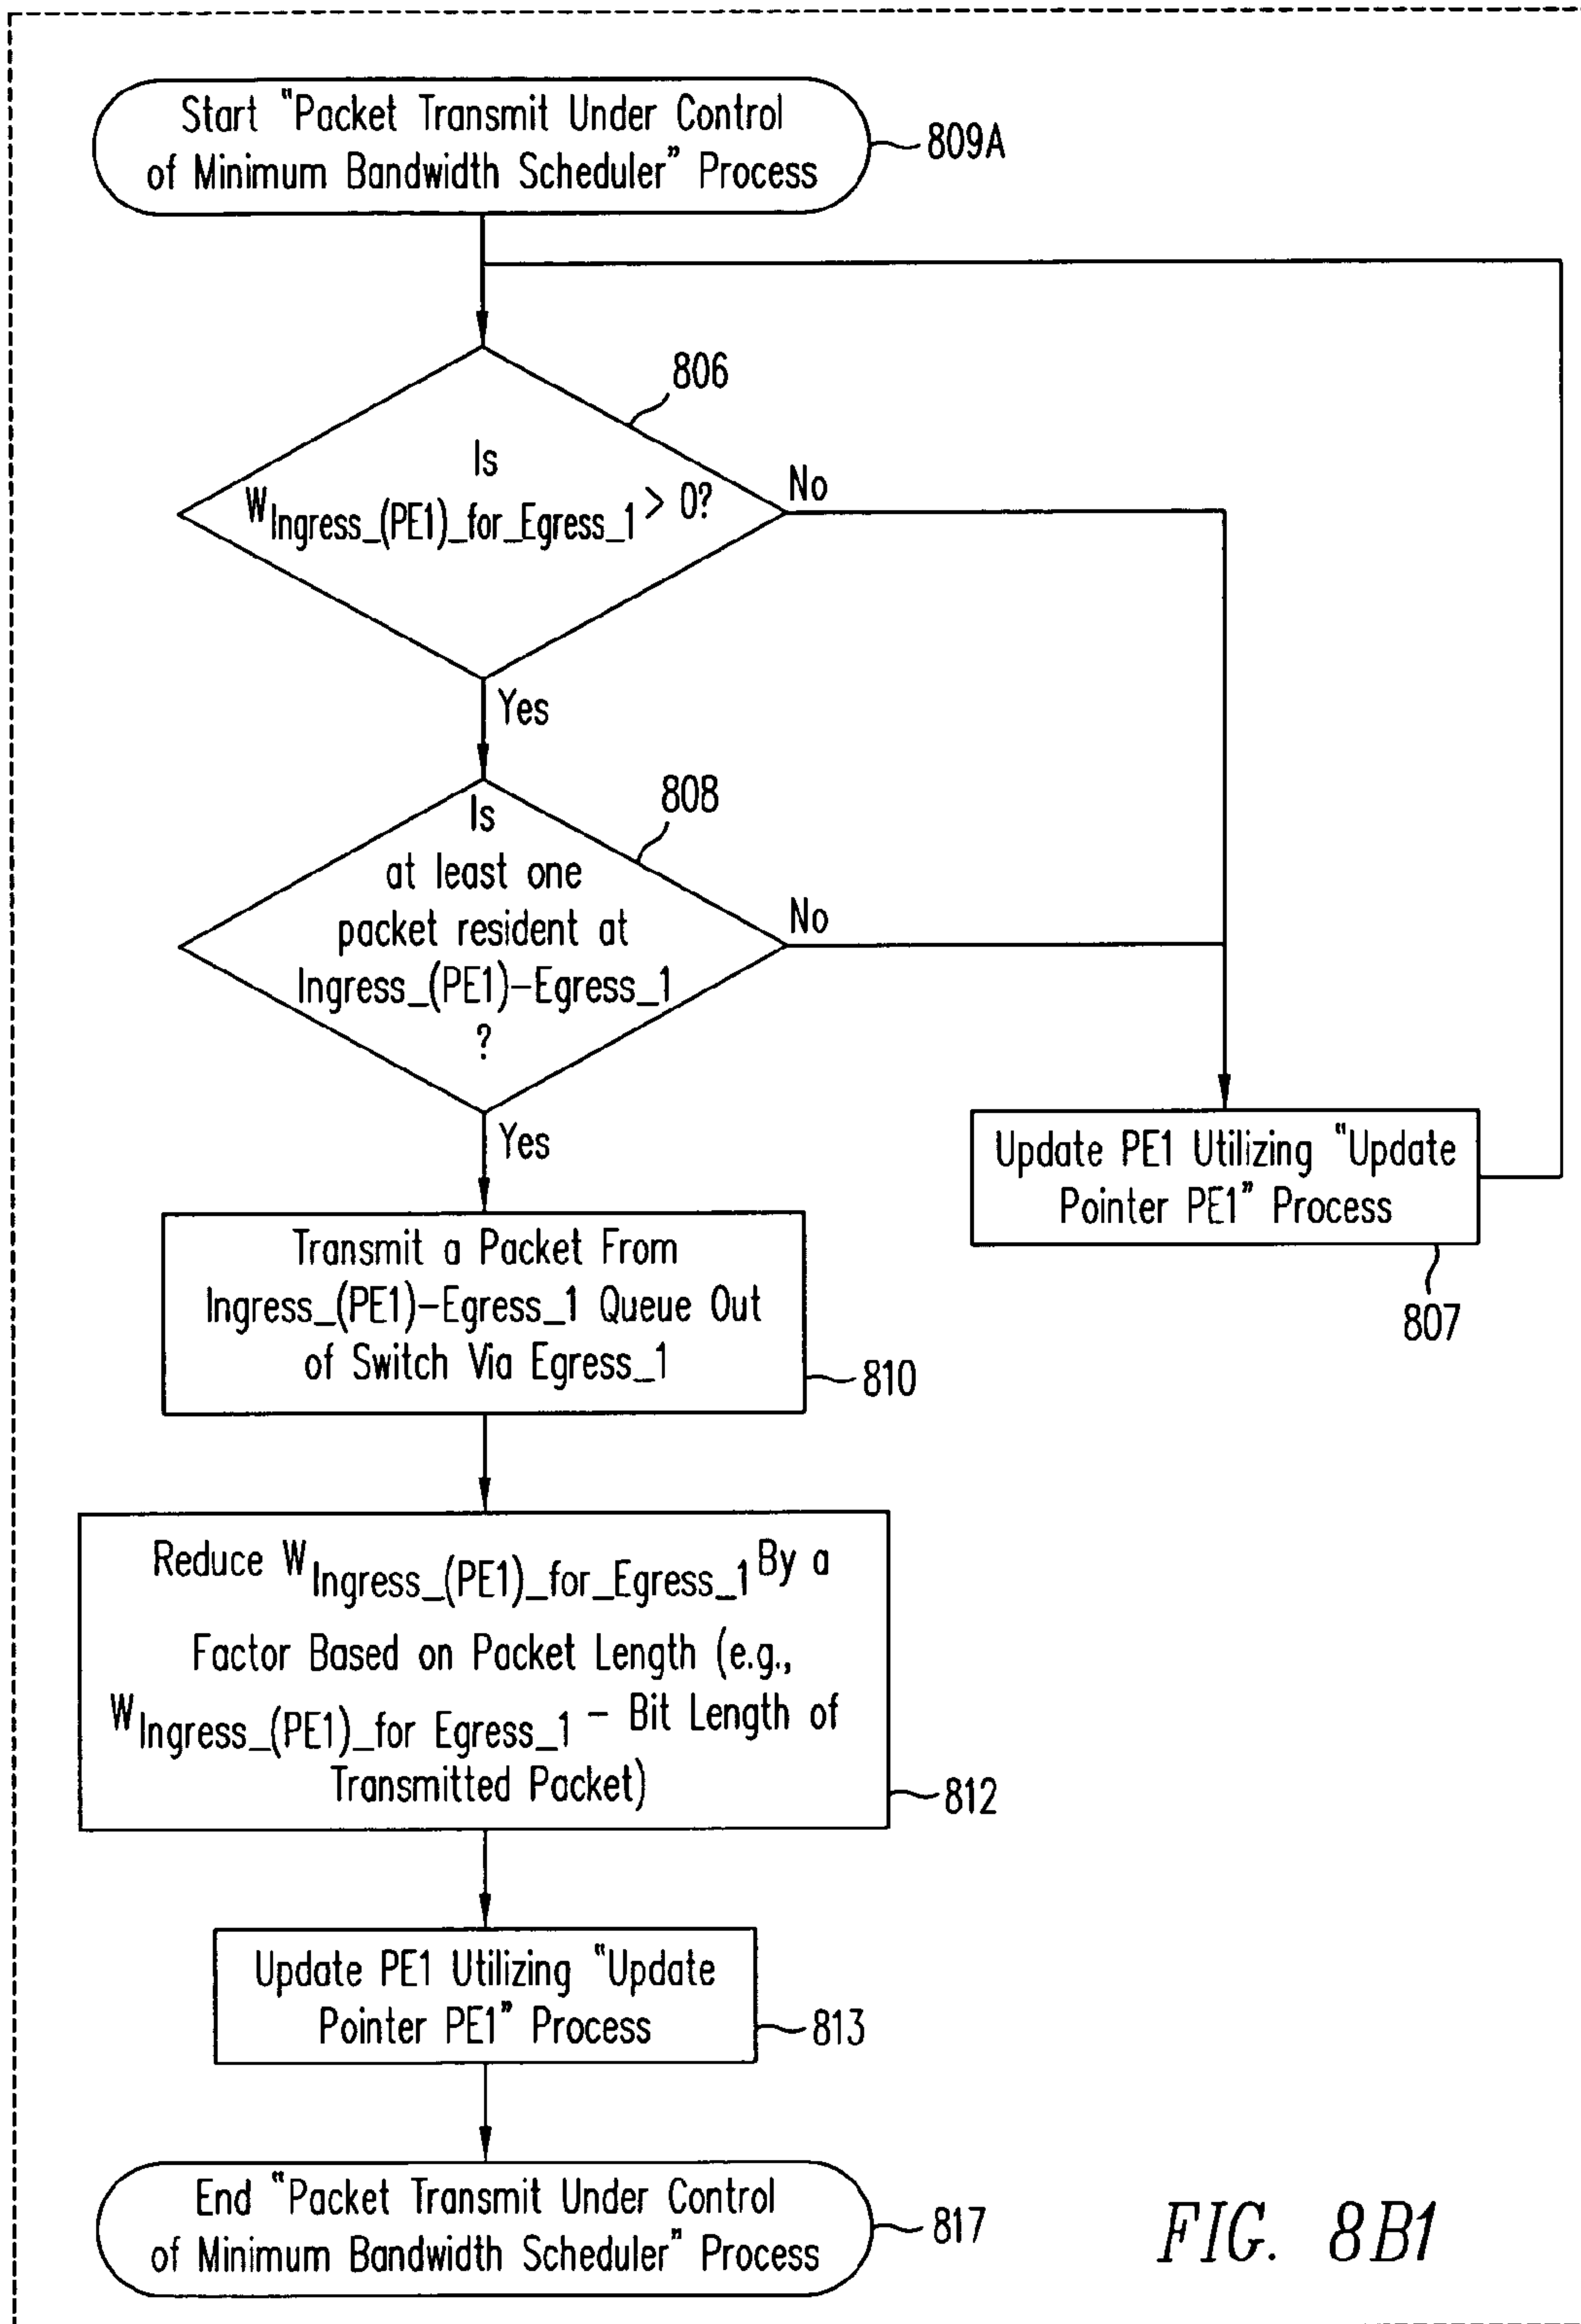 Start "Packet Transmit Under Control
of Minimum Bandwidth Scheduler" Process
809A
806
Is
W Ingress_(PE1)_for_Egress_1 > 0?
No
Yes
808
Is
at least one
packet resident at
Ingress_(PE1)-Egress_1
?
No
Yes
Update PE1 Utilizing "Update
Pointer PE1" Process
807
Transmit a Packet From
Ingress_(PE1)-Egress_1 Queue Out
of Switch Via Egress_1
810
Reduce W Ingress_(PE1)_for_Egress_1 By a
Factor Based on Packet Length (e.g.,
W Ingress_(PE1)_for Egress_1 - Bit Length of
Transmitted Packet)
812
Update PE1 Utilizing "Update
Pointer PE1" Process
813
End "Packet Transmit Under Control
of Minimum Bandwidth Scheduler" Process
817
FIG. 8B1